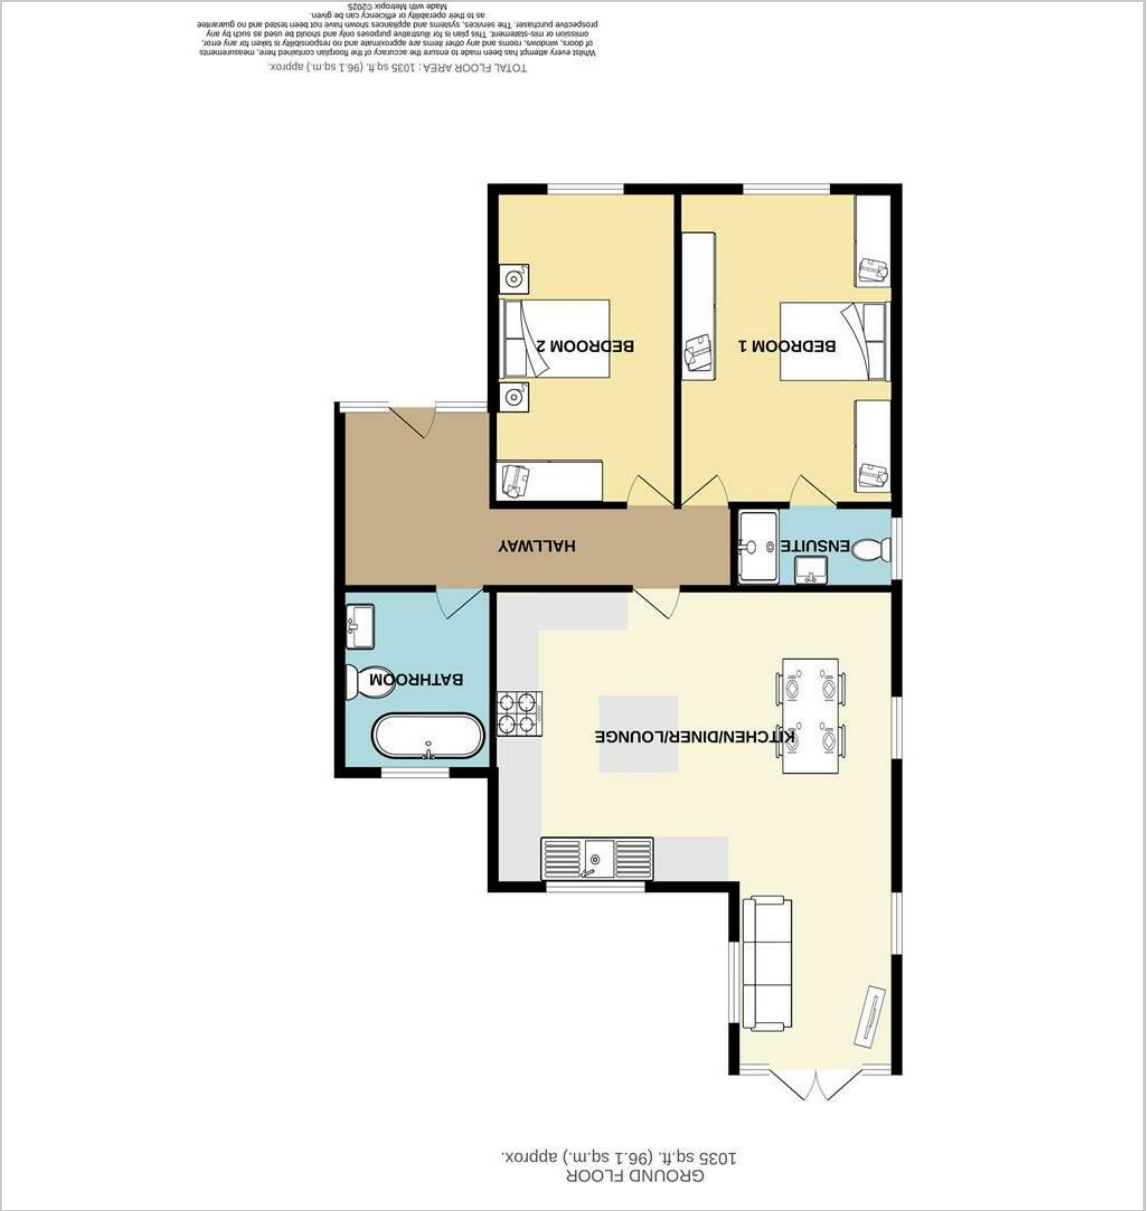 GROUND FLOOR
1035 sq.ft. (96.1 sq.m.) approx.
KITCHEN/DINER/LOUNGE
BATHROOM
ENSUITE
HALLWAY
BEDROOM 1
BEDROOM 2
TOTAL FLOOR AREA : 1035 sq.ft. (96.1 sq.m.) approx.
Whilst every attempt has been made to ensure the accuracy of the floorplan contained here, measurements
of doors, windows, rooms and any other items are approximate and no responsibility is taken for any error,
omission or mis-statement. This plan is for illustrative purposes only and should be used as such by any
prospective purchaser. The services, systems and appliances shown have not been tested and no guarantee
as to their operability or efficiency can be given.
Made with Metropix ©2025